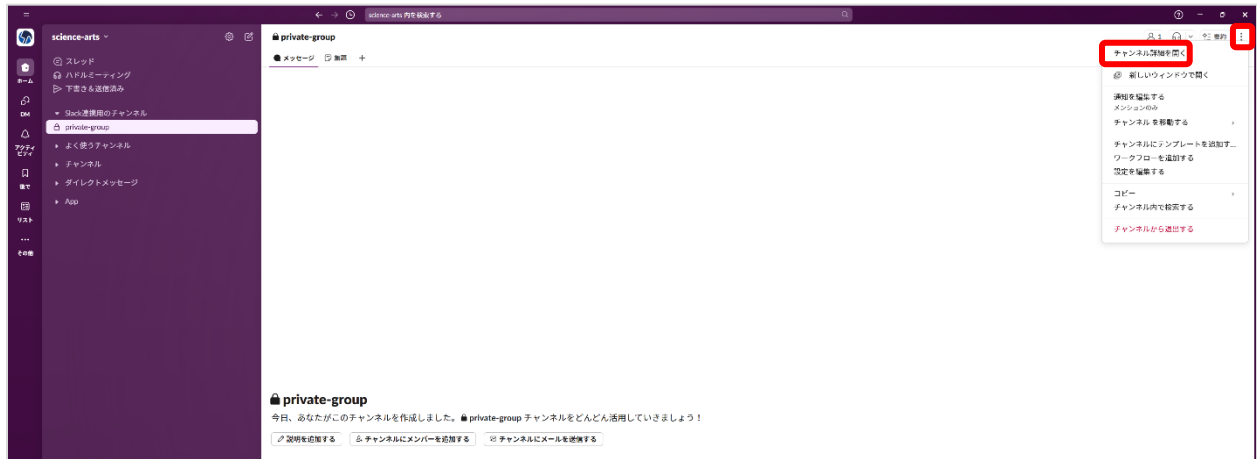 science-arts 内を検索する
science-arts
private-group
1
要約
ホーム
DM
アクティ
ビティ
後で
リスト
その他
スレッド
ハドルミーティング
下書き＆送信済み
Slack連携用のチャンネル
private-group
よく使うチャンネル
チャンネル
ダイレクトメッセージ
App
メッセージ
チャンネル詳細を開く
新しいウィンドウで開く
通知を編集する
メンションのみ
チャンネル を移動する
チャンネルにテンプレートを追加す...
ワークフローを追加する
設定を編集する
コピー
チャンネル内で検索する
チャンネルから退出する
private-group
今日、あなたがこのチャンネルを作成しました。 private-group チャンネルをどんどん活用していきましょう！
説明を追加する
チャンネルにメンバーを追加する
チャンネルにメールを送信する